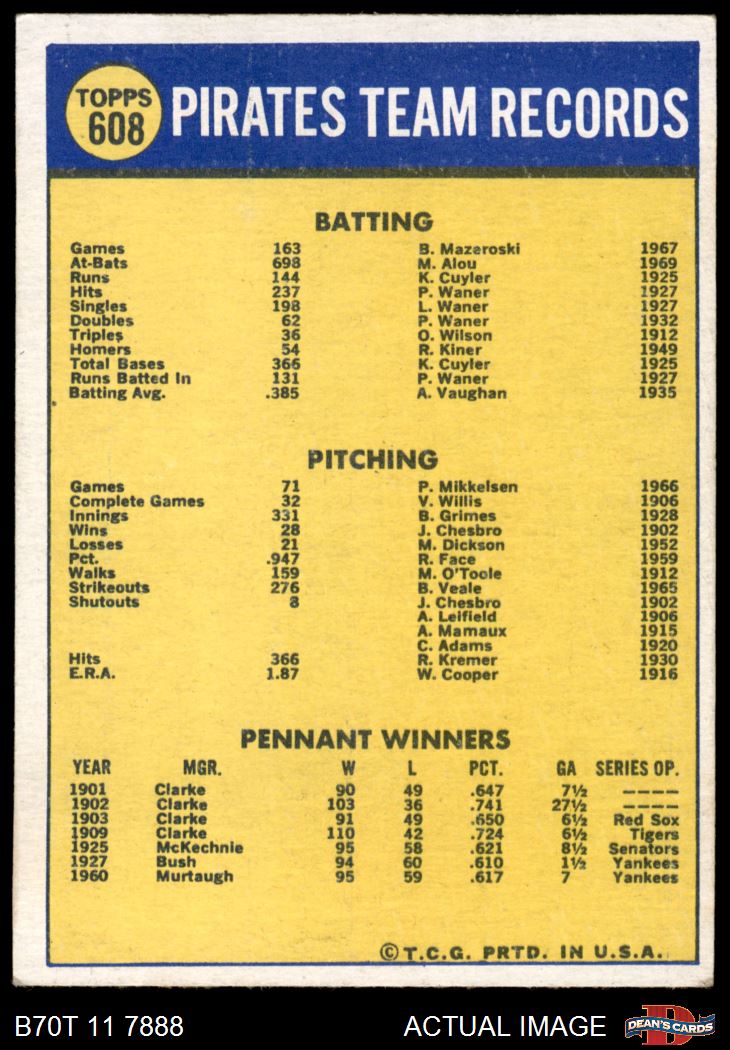 TOPPS
608
PIRATES TEAM RECORDS
BATTING
Games 163 B. Mazeroski 1967
At-Bats 698 M. Alou 1969
Runs 144 K. Cuyler 1925
Hits 237 P. Waner 1927
Singles 198 L. Waner 1927
Doubles 62 P. Waner 1932
Triples 36 O. Wilson 1912
Homers 54 R. Kiner 1949
Total Bases 366 K. Cuyler 1925
Runs Batted In 131 P. Waner 1927
Batting Avg. .385 A. Vaughan 1935
PITCHING
Games 71 P. Mikkelsen 1966
Complete Games 32 V. Willis 1906
Innings 331 B. Grimes 1928
Wins 28 J. Chesbro 1902
Losses 21 M. Dickson 1952
Pct. .947 R. Face 1959
Walks 159 M. O'Toole 1912
Strikeouts 276 B. Veale 1965
Shutouts 8 J. Chesbro 1902
A. Leifield 1906
A. Mamaux 1915
C. Adams 1920
Hits 366 R. Kremer 1930
E.R.A. 1.87 W. Cooper 1916
PENNANT WINNERS
YEAR MGR. W L PCT. GA SERIES OP.
1901 Clarke 90 49 .647 7½ ----
1902 Clarke 103 36 .741 27½ ----
1903 Clarke 91 49 .650 6½ Red Sox
1909 Clarke 110 42 .724 6½ Tigers
1925 McKechnie 95 58 .621 8½ Senators
1927 Bush 94 60 .610 1½ Yankees
1960 Murtaugh 95 59 .617 7 Yankees
©T.C.G. PRTD. IN U.S.A.
B70T 11 7888 ACTUAL IMAGE
D
DEAN'S CARDS